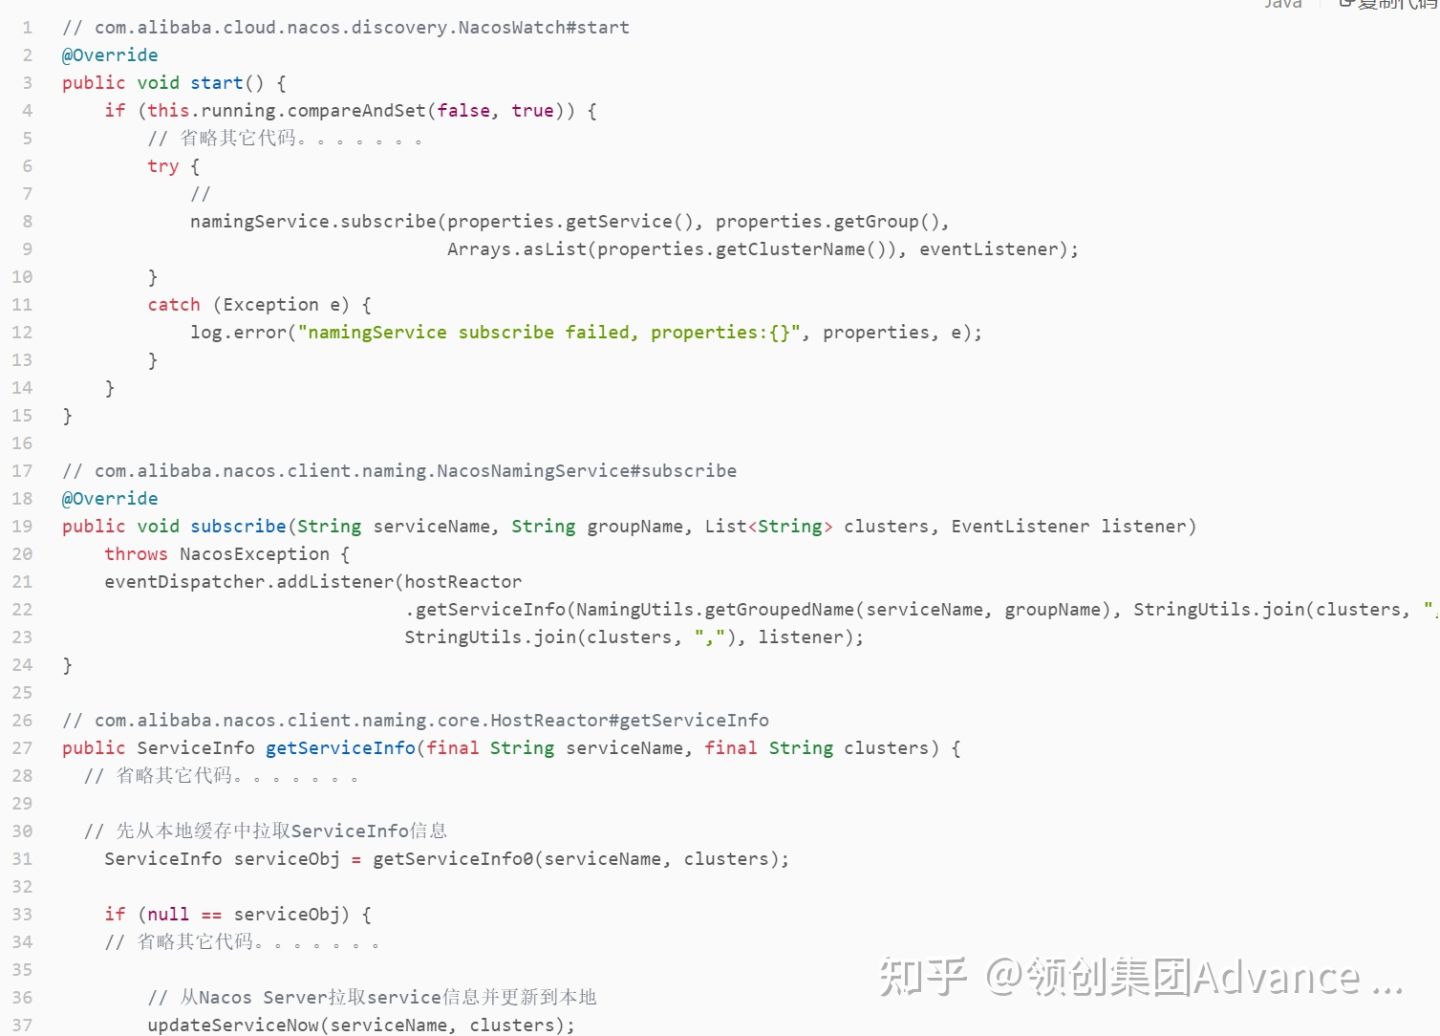 Java 复制代码
1 // com.alibaba.cloud.nacos.discovery.NacosWatch#start
2 @Override
3 public void start() {
4     if (this.running.compareAndSet(false, true)) {
5         // 省略其它代码。。。。。。。
6         try {
7             //
8             namingService.subscribe(properties.getService(), properties.getGroup(),
9                                     Arrays.asList(properties.getClusterName()), eventListener);
10         }
11         catch (Exception e) {
12             log.error("namingService subscribe failed, properties:{}", properties, e);
13         }
14     }
15 }
16
17 // com.alibaba.nacos.client.naming.NacosNamingService#subscribe
18 @Override
19 public void subscribe(String serviceName, String groupName, List<String> clusters, EventListener listener)
20     throws NacosException {
21     eventDispatcher.addListener(hostReactor
22                                 .getServiceInfo(NamingUtils.getGroupedName(serviceName, groupName), StringUtils.join(clusters, ",
23                                 StringUtils.join(clusters, ","), listener);
24 }
25
26 // com.alibaba.nacos.client.naming.core.HostReactor#getServiceInfo
27 public ServiceInfo getServiceInfo(final String serviceName, final String clusters) {
28   // 省略其它代码。。。。。。。
29
30   // 先从本地缓存中拉取ServiceInfo信息
31     ServiceInfo serviceObj = getServiceInfo0(serviceName, clusters);
32
33     if (null == serviceObj) {
34     // 省略其它代码。。。。。。。
35
36         // 从Nacos Server拉取service信息并更新到本地
37         updateServiceNow(serviceName, clusters);
知乎 @领创集团Advance ...